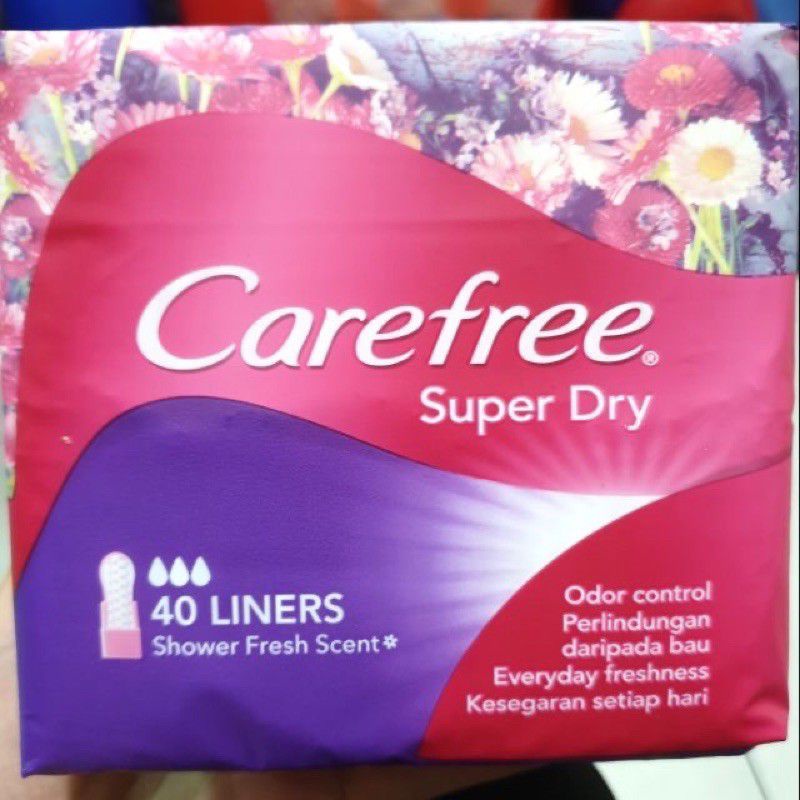 Carefree®
Super Dry
40 LINERS
Shower Fresh Scent*
Odor control
Perlindungan
daripada bau
Everyday freshness
Kesegaran setiap hari